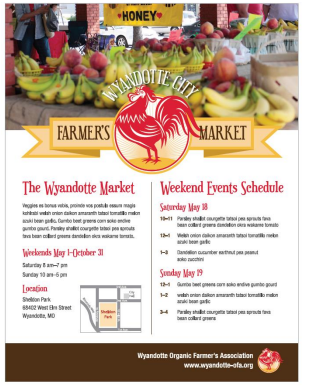 HONEY
WYANDOTTE CITY
FARMER'S MARKET
The Wyandotte Market
Veggies es bonus vobis, proinde vos postulo essum magis
kohlrabi welsh onion daikon amaranth tatsoi tomatillo melon
azuki bean garlic. Gumbo beet greens corn soko endive
gumbo gourd. Parsley shallot courgette tatsoi pea sprouts
fava bean collard greens dandelion okra wakame tomato.
Weekends May 1–October 31
Saturday 8 am–7 pm
Sunday 10 am–5 pm
Location
Sheldon Park
68402 West Elm Street
Wyandotte, MO
Sheldon
Park
Weekend Events Schedule
Saturday May 18
10–11 Parsley shallot courgette tatsoi pea sprouts fava
bean collard greens dandelion okra wakame tomato
12–1 Welsh onion daikon amaranth tatsoi tomatillo melon
azuki bean garlic
1–3 Dandelion cucumber earthnut pea peanut
soko zucchini
Sunday May 19
12–1 Gumbo beet greens corn soko endive gumbo gourd
1–2 welsh onion daikon amaranth tatsoi tomatillo melon
azuki bean garlic
3–4 Parsley shallot courgette tatsoi pea sprouts fava
bean collard greens
Wyandotte Organic Farmer's Association
www.wyandotte-ofa.org